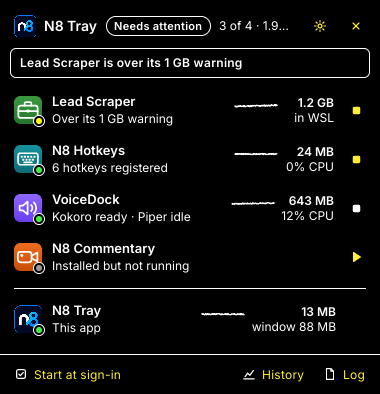 n8 N8 Tray Needs attention 3 of 4 · 1.9...
Lead Scraper is over its 1 GB warning
Lead Scraper 1.2 GB
Over its 1 GB warning in WSL
N8 Hotkeys 24 MB
6 hotkeys registered 0% CPU
VoiceDock 643 MB
Kokoro ready · Piper idle 12% CPU
N8 Commentary
Installed but not running
n8 N8 Tray 13 MB
This app window 88 MB
Start at sign-in History Log